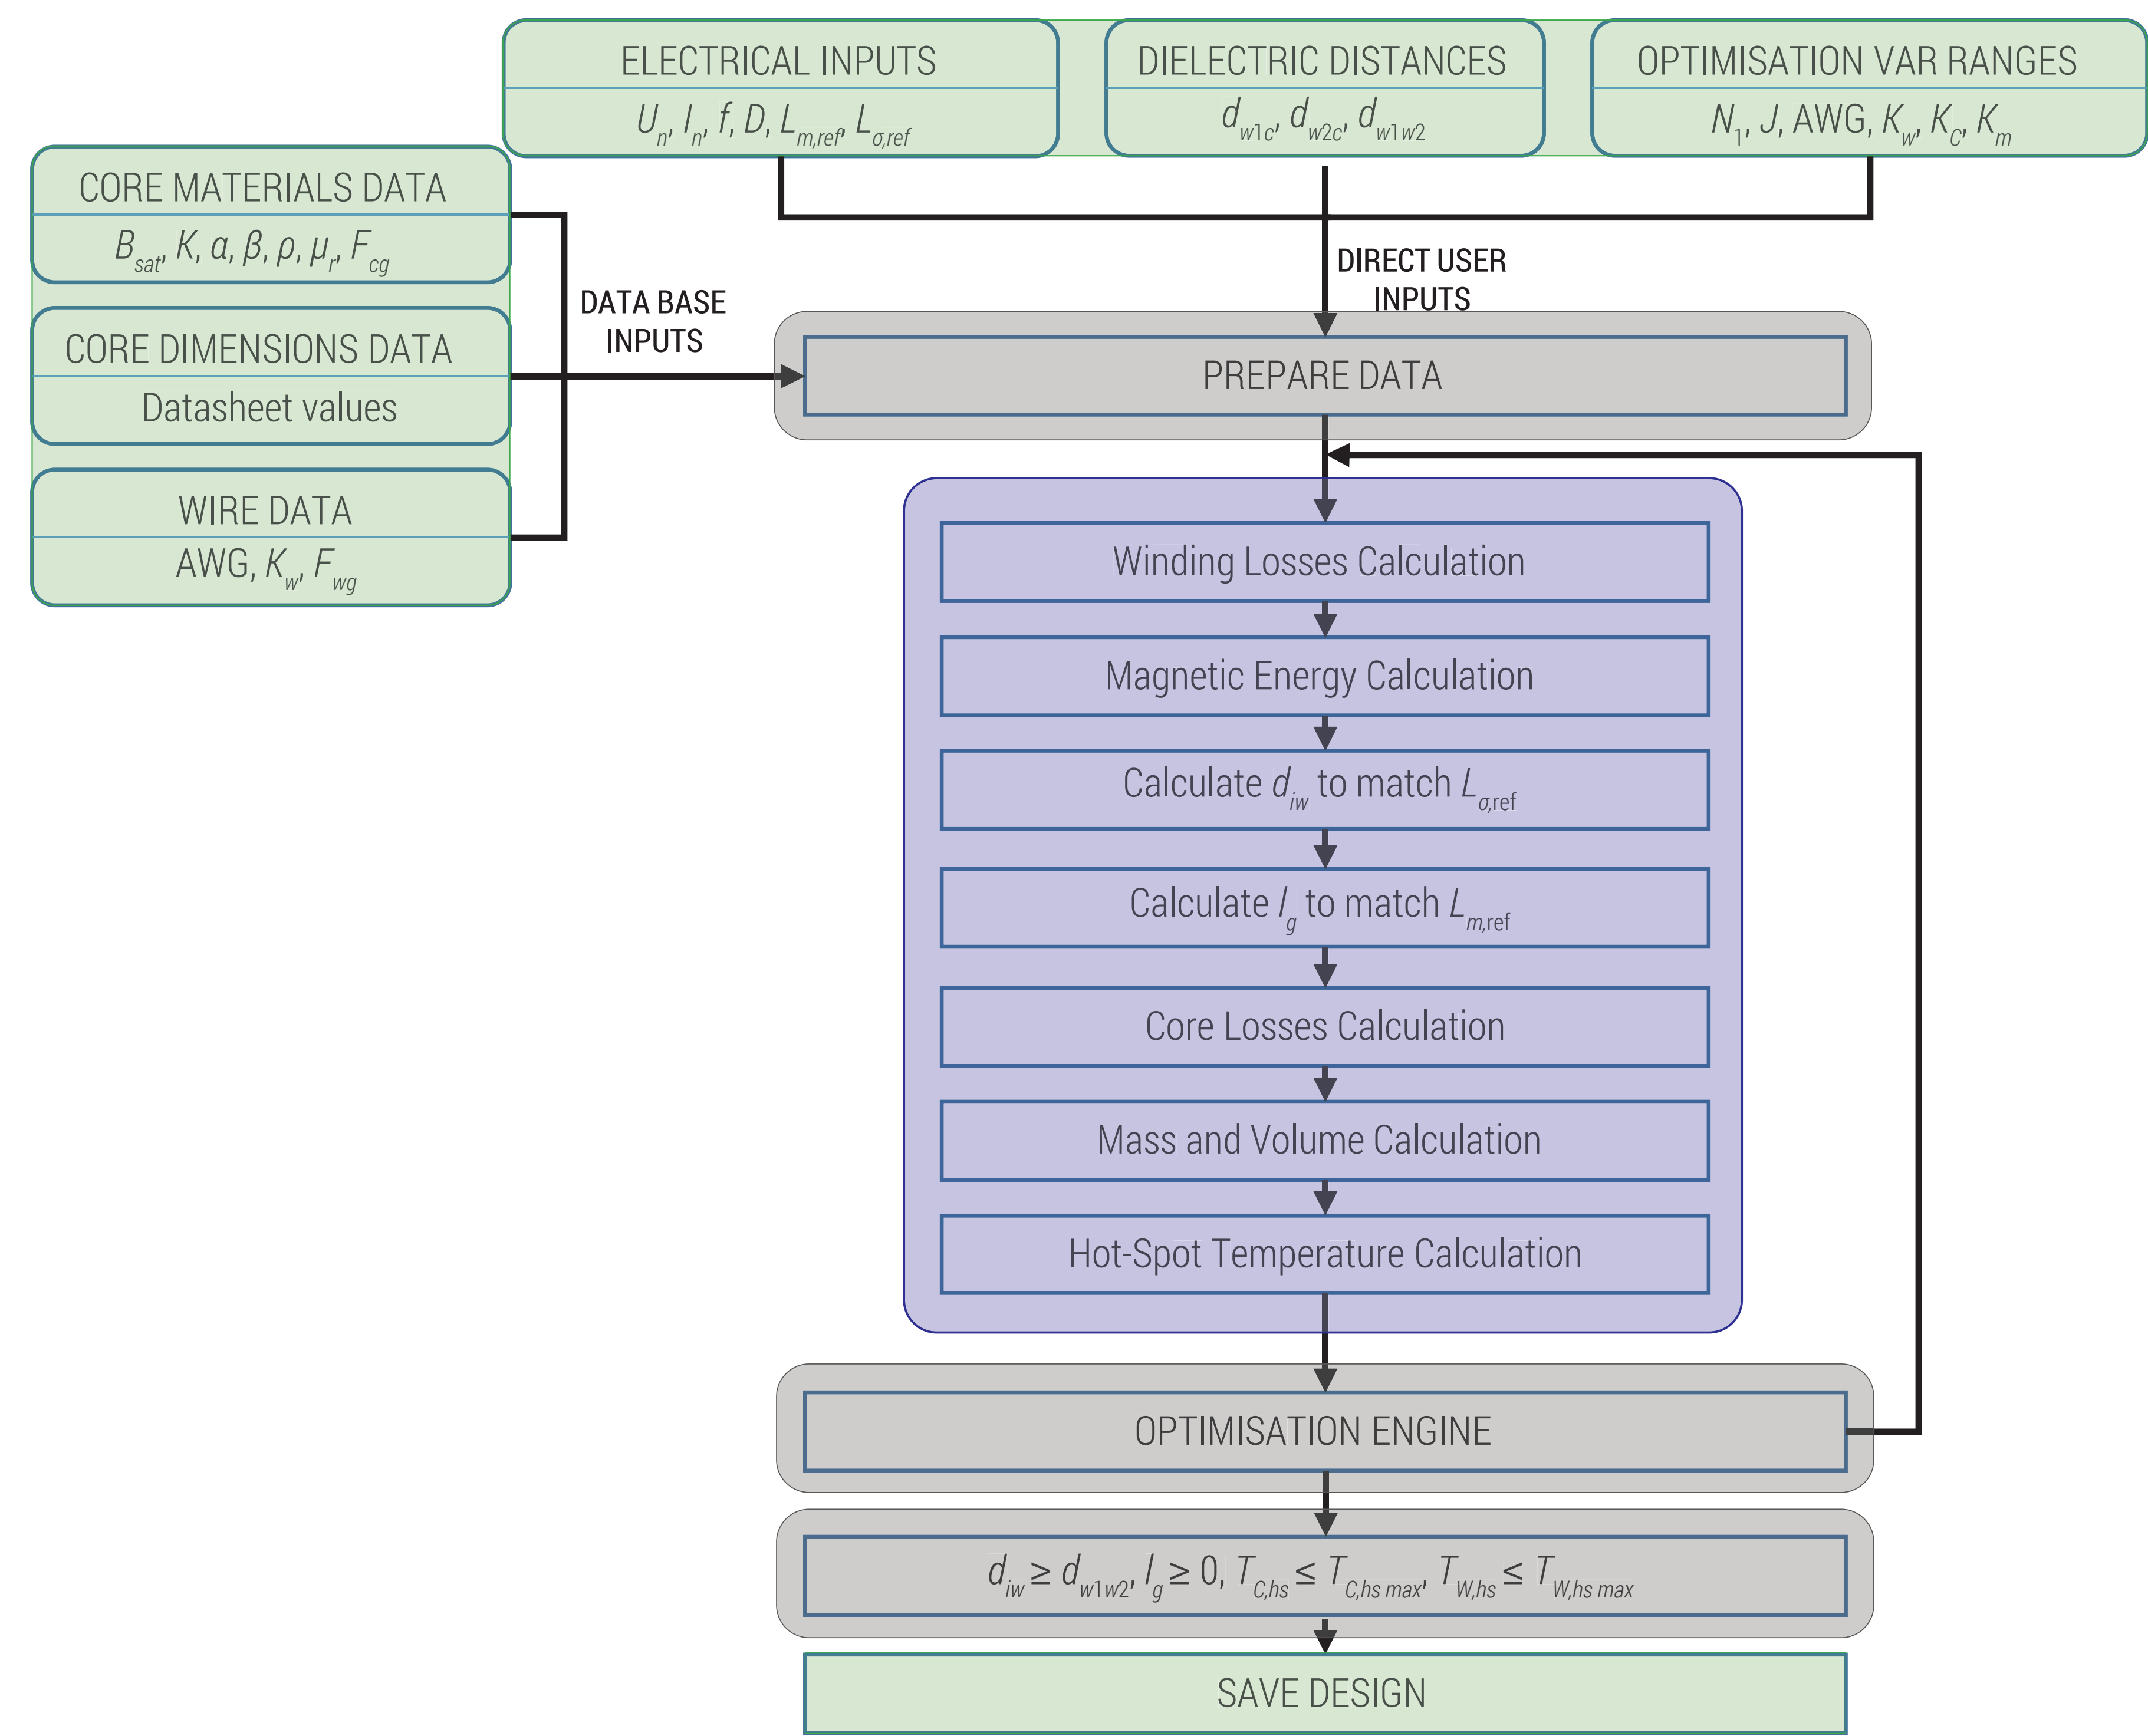 ELECTRICAL INPUTS
Un, In, f, D, Lm,ref, Lσ,ref
DIELECTRIC DISTANCES
dw1c, dw2c, dw1w2
OPTIMISATION VAR RANGES
N1, J, AWG, Kw, KC, Km
CORE MATERIALS DATA
Bsat, K, α, β, ρ, μr, Fcg
CORE DIMENSIONS DATA
Datasheet values
WIRE DATA
AWG, Kw, Fwg
DATA BASE
INPUTS
DIRECT USER
INPUTS
PREPARE DATA
Winding Losses Calculation
Magnetic Energy Calculation
Calculate diw to match Lσ,ref
Calculate lg to match Lm,ref
Core Losses Calculation
Mass and Volume Calculation
Hot-Spot Temperature Calculation
OPTIMISATION ENGINE
diw ≥ dw1w2, lg ≥ 0, TC,hs ≤ TC,hs max, TW,hs ≤ TW,hs max
SAVE DESIGN